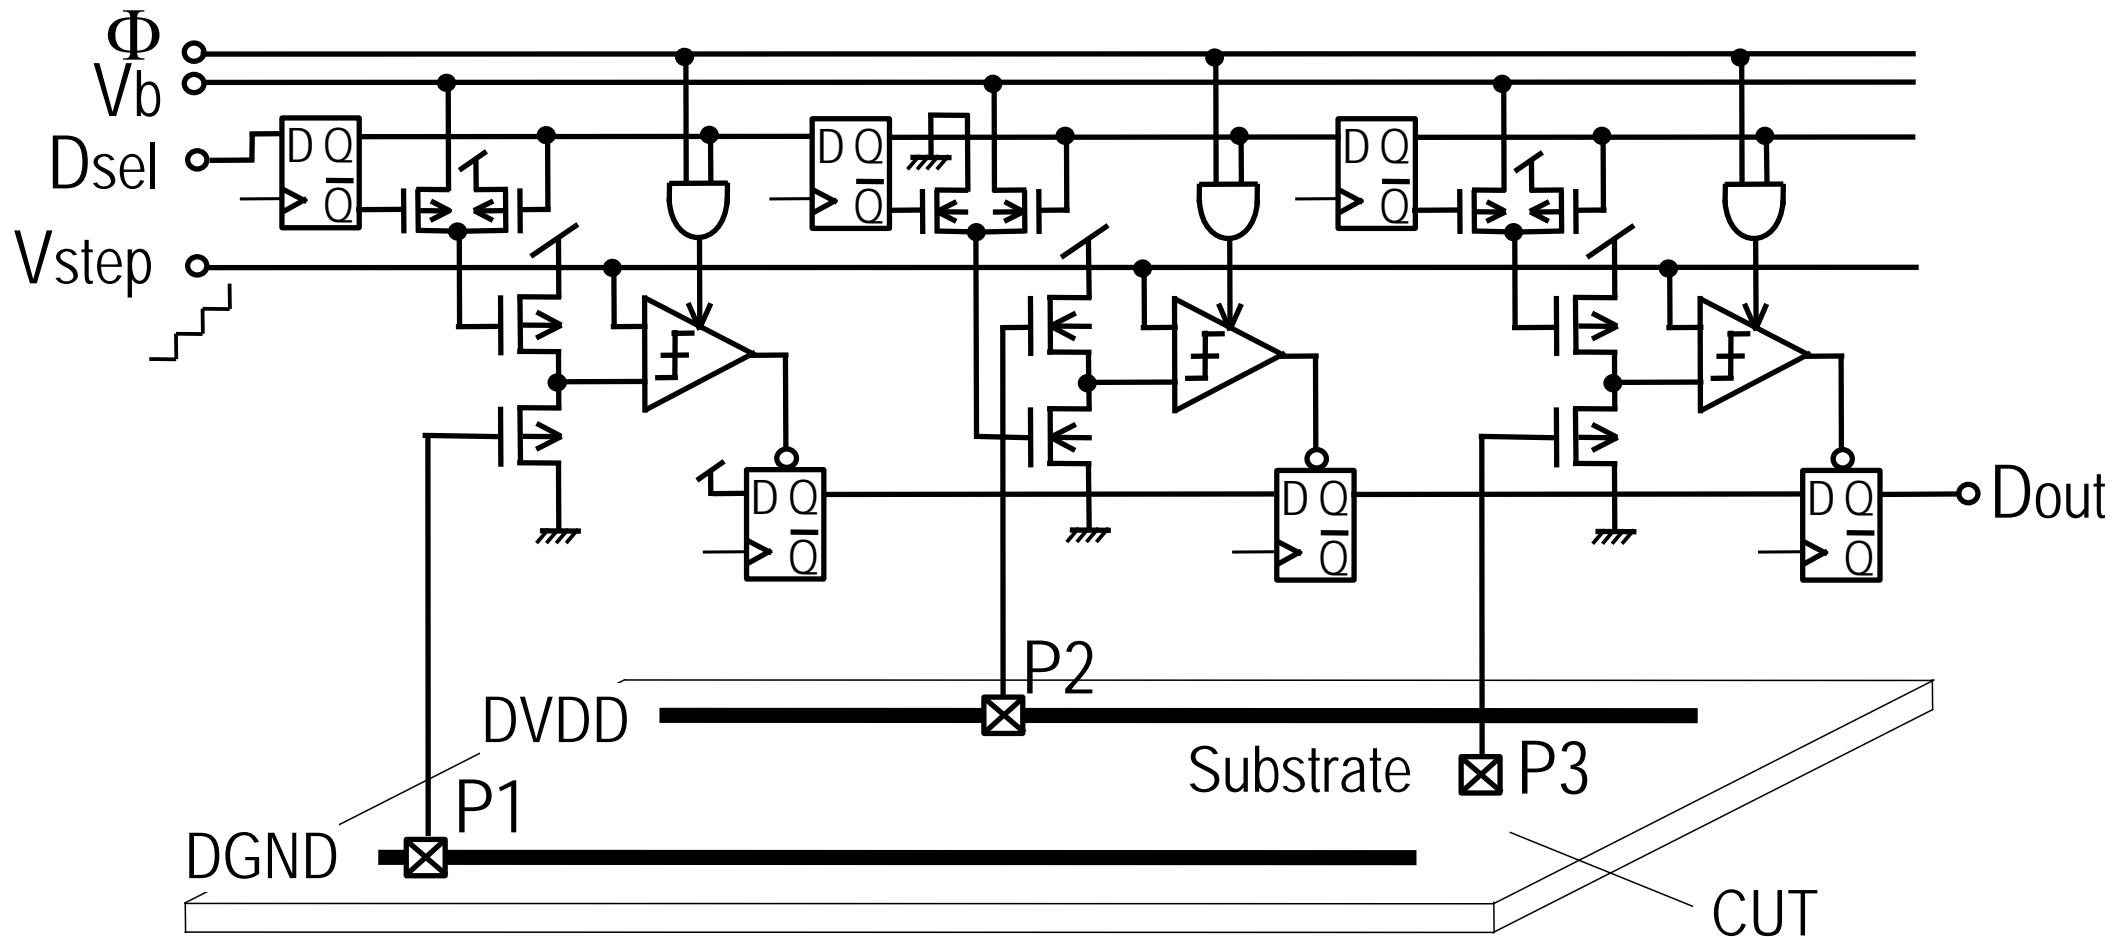 Φ
Vb
Dsel
D Q
Q̅
D Q
Q̅
D Q
Q̅
Vstep
D Q
Q̅
D Q
Q̅
D Q
Q̅
Dout
P2
DVDD
Substrate
P3
P1
DGND
CUT